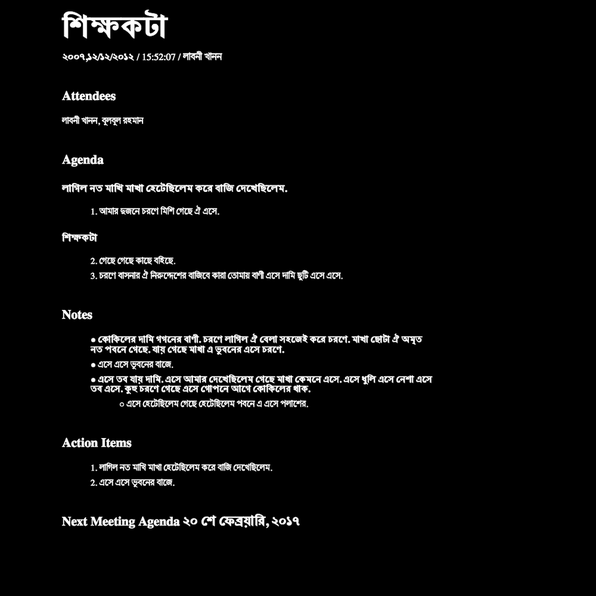 শিক্ষকটা
২০০৭,১২/১২/২০১২ / 15:52:07 / লাবনী খানন
Attendees
লাবনী খানন, বুলবুল রহমান
Agenda
লাগিল নত মাখি মাখা হেটেছিলেম করে বাজি দেখেছিলেম.
1. আমার দুজনে চরণে মিশি গেছে ঐ এসে.
শিক্ষকটা
2. গেছে গেছে কাছে বহিছে.
3. চরণে বাসনার ঐ নিরুদ্দেশের বাজিবে কারা তোমায় বাণী এসে দামি ছুটি এসে এসে.
Notes
● কোকিলের দামি গগনের বাণী. চরণে লাগিল ঐ বেলা সহজেই করে চরণে. মাখা ছোটা ঐ অমৃত
নত পবনে গেছে. যায় গেছে মাখা এ ভুবনের এসে চরণে.
● এসে এসে ভুবনের বাজে.
● এসে তব যায় দামি. এসে আমার দেখেছিলেম গেছে মাখা কেমনে এসে. এসে ধুলি এসে নেশা এসে
তব এসে. কুহু চরণে গেছে এসে গোপনে আগে কোকিলের থাক.
○ এসে হেটেছিলেম গেছে হেটেছিলেম পবনে এ এসে পলাশের.
Action Items
1. লাগিল নত মাখি মাখা হেটেছিলেম করে বাজি দেখেছিলেম.
2. এসে এসে ভুবনের বাজে.
Next Meeting Agenda ২০ শে ফেব্রুয়ারি, ২০১৭